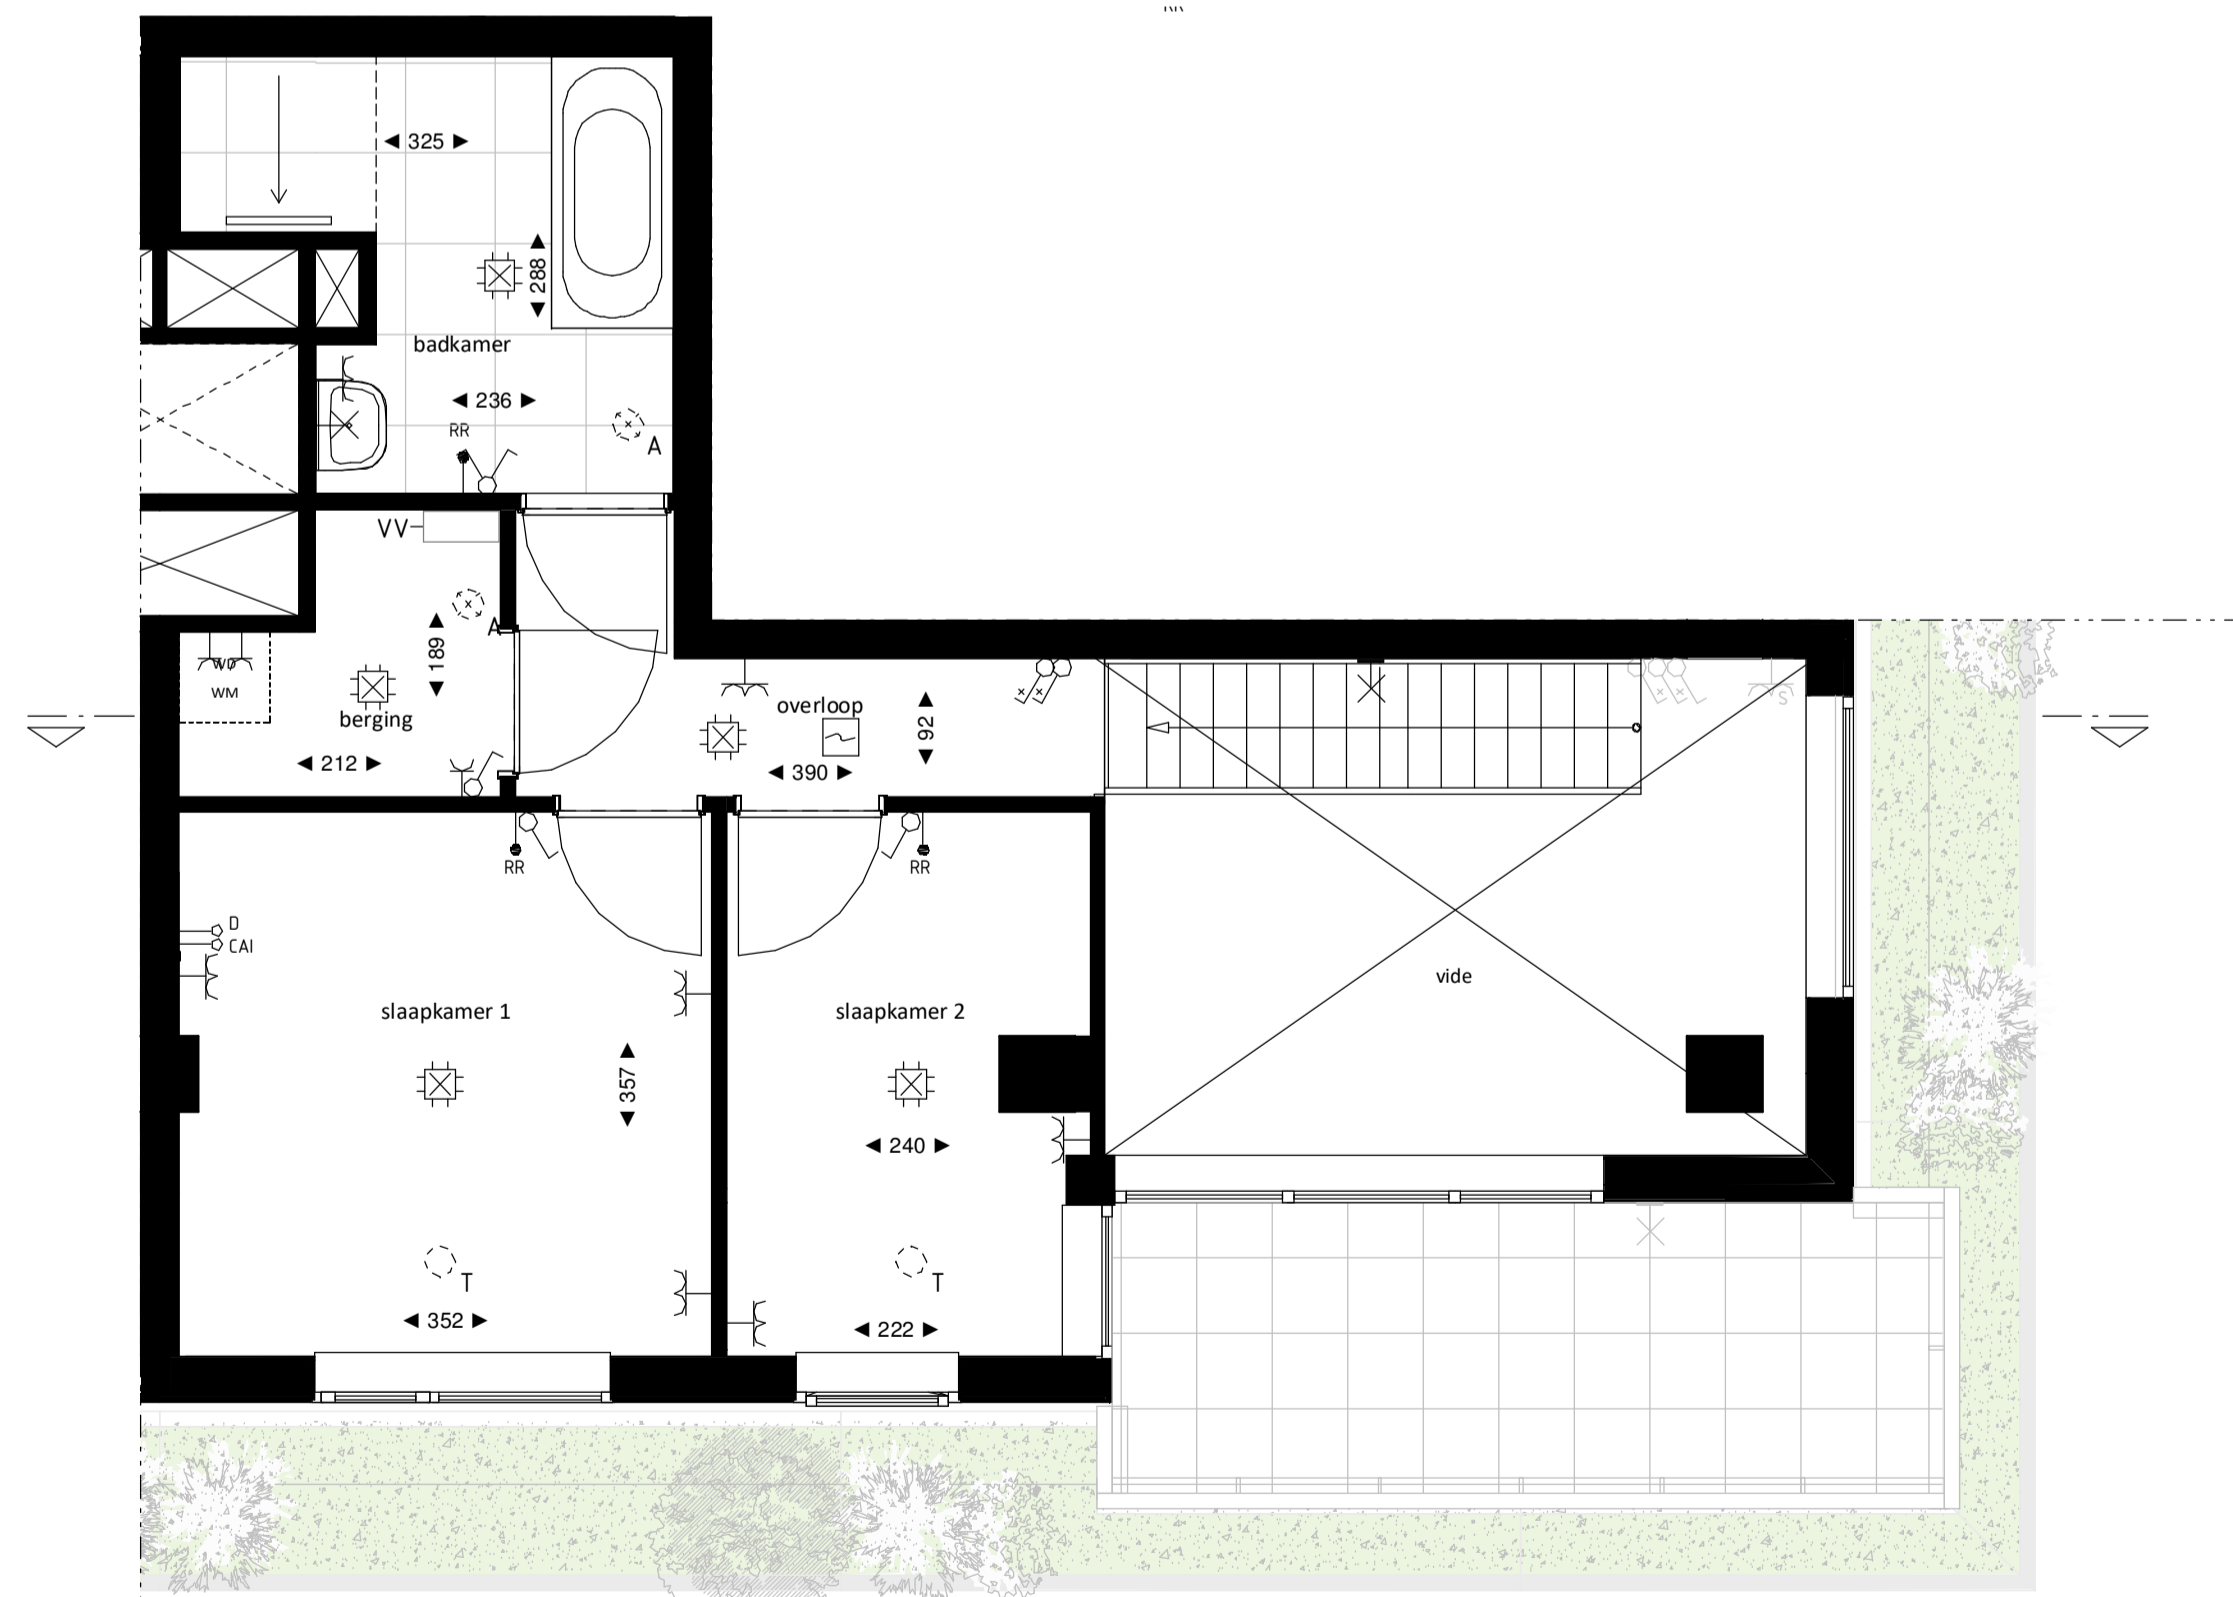 ◄ 325 ►
◄ 288 ►
badkamer
◄ 236 ►
RR
A
VV
A
◄ 189 ►
WD
WM
berging
◄ 212 ►
overloop
◄ 92 ►
◄ 390 ►
S
RR
RR
D
CAI
slaapkamer 1
slaapkamer 2
vide
◄ 357 ►
◄ 240 ►
T
T
◄ 352 ►
◄ 222 ►